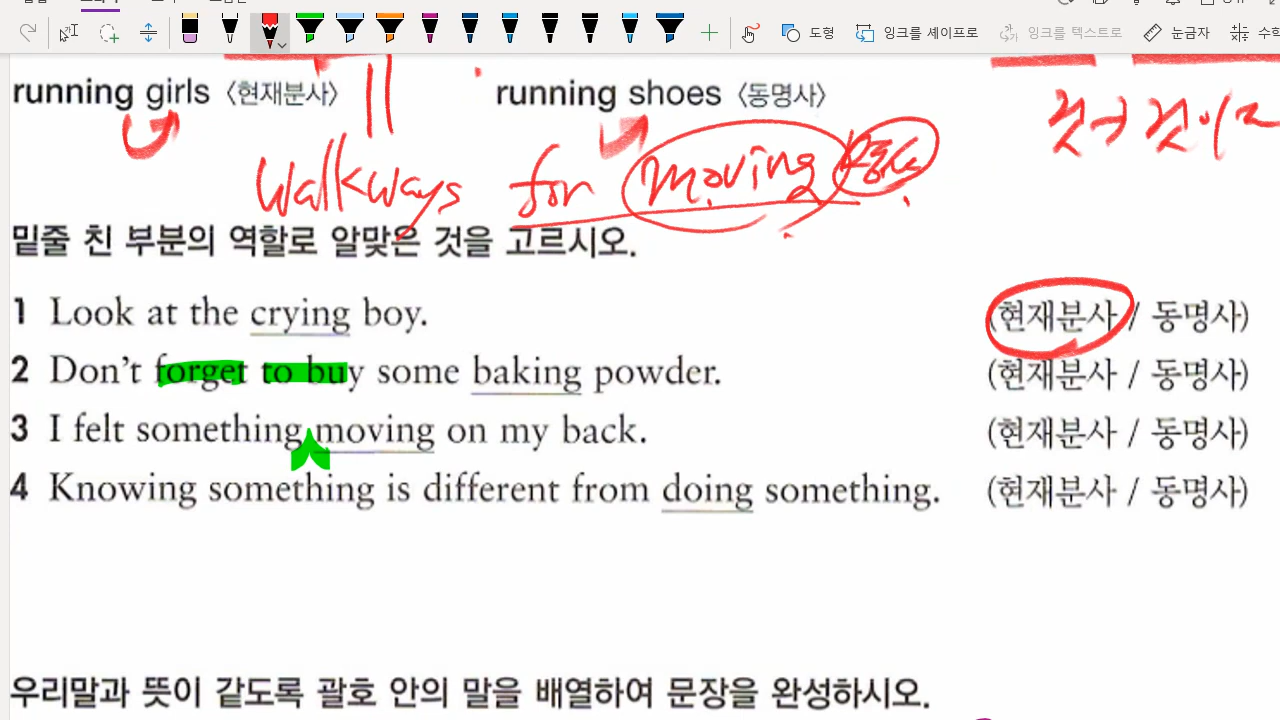 도형 잉크를 셰이프로 잉크를 텍스트로 눈금자
running girls 〈현재분사〉 running shoes 〈동명사〉
walkways for moving
밑줄 친 부분의 역할로 알맞은 것을 고르시오.
1 Look at the crying boy. (현재분사 / 동명사)
2 Don't forget to buy some baking powder. (현재분사 / 동명사)
3 I felt something moving on my back. (현재분사 / 동명사)
4 Knowing something is different from doing something. (현재분사 / 동명사)
우리말과 뜻이 같도록 괄호 안의 말을 배열하여 문장을 완성하시오.